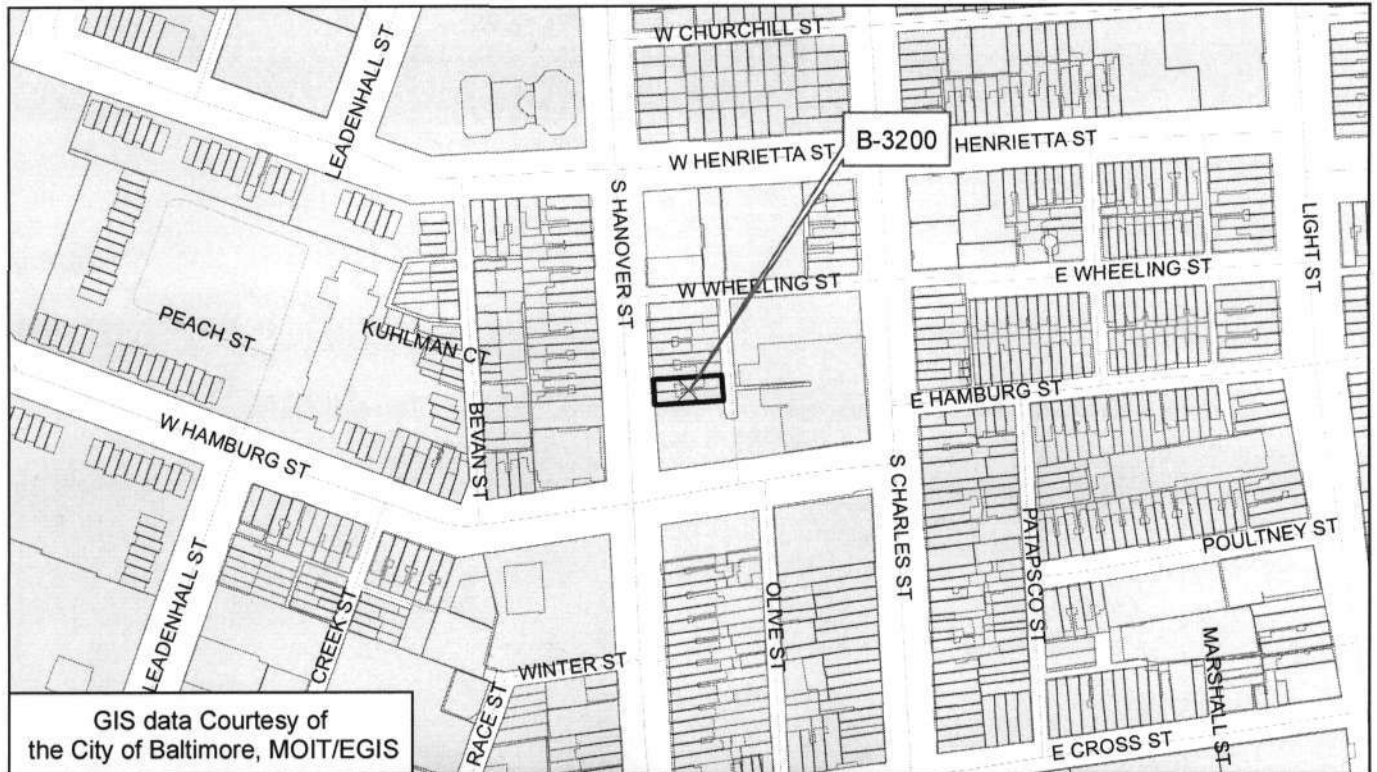 W CHURCHILL ST
LEADENHALL ST
B-3200
W HENRIETTA ST
HENRIETTA ST
S HANOVER ST
LIGHT ST
E WHEELING ST
W WHEELING ST
PEACH ST
KUHLMAN CT
E HAMBURG ST
W HAMBURG ST
BEVAN ST
S CHARLES ST
PATAPSCO ST
POULTNEY ST
LEADENHALL ST
CREEK ST
OLIVE ST
MARSHALL ST
WINTER ST
RACE ST
E CROSS ST
GIS data Courtesy of
the City of Baltimore, MOIT/EGIS